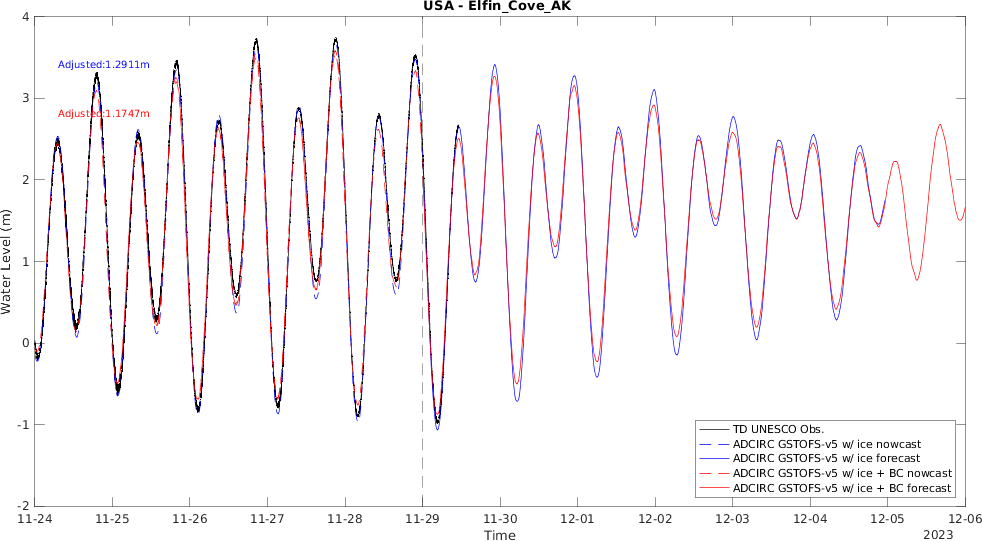 USA - Elfin_Cove_AK
4
Adjusted:1.2911m
3
Adjusted:1.1747m
2
1
0
-1
-2
Water Level (m)
TD UNESCO Obs.
ADCIRC GSTOFS-v5 w/ ice nowcast
ADCIRC GSTOFS-v5 w/ ice forecast
ADCIRC GSTOFS-v5 w/ ice + BC nowcast
ADCIRC GSTOFS-v5 w/ ice + BC forecast
11-24 11-25 11-26 11-27 11-28 11-29 11-30 12-01 12-02 12-03 12-04 12-05 12-06
Time
2023